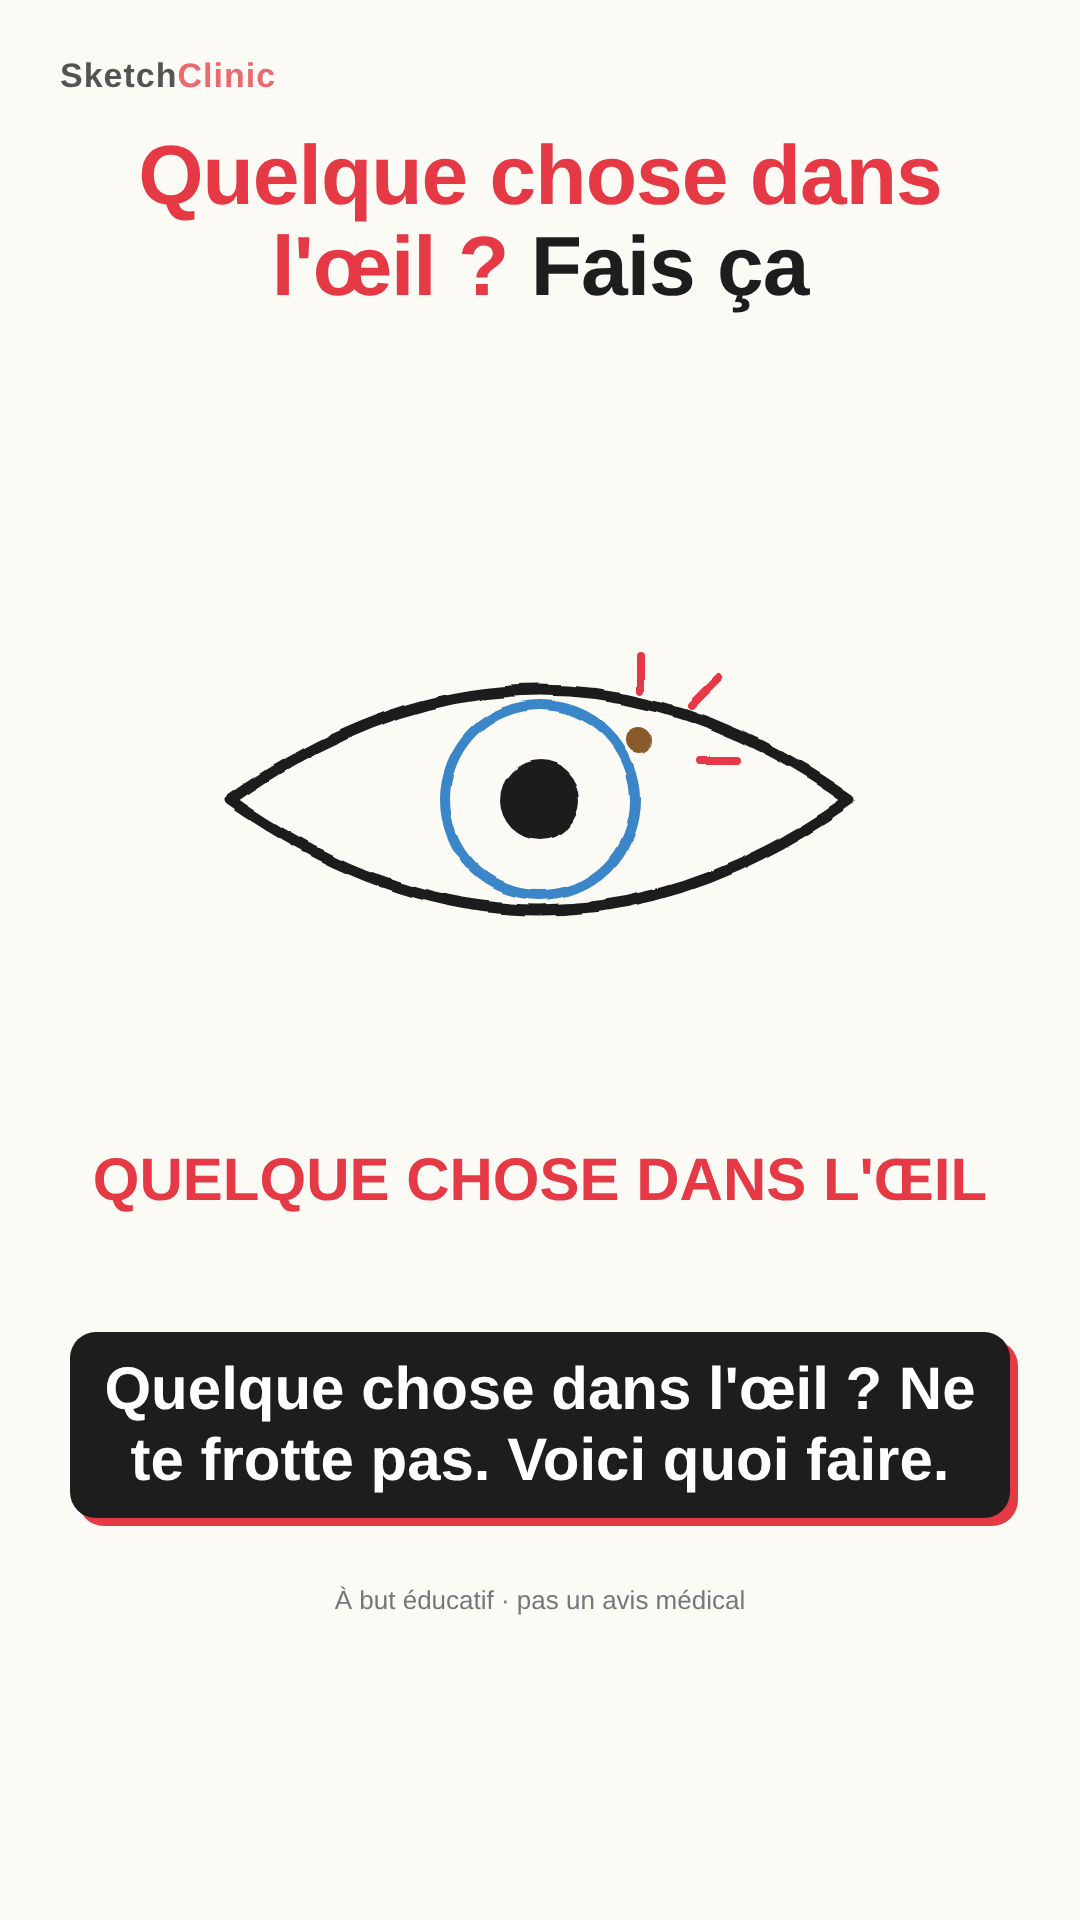 SketchClinic
Quelque chose dans
l'œil ? Fais ça
QUELQUE CHOSE DANS L'ŒIL
Quelque chose dans l'œil ? Ne
te frotte pas. Voici quoi faire.
À but éducatif · pas un avis médical